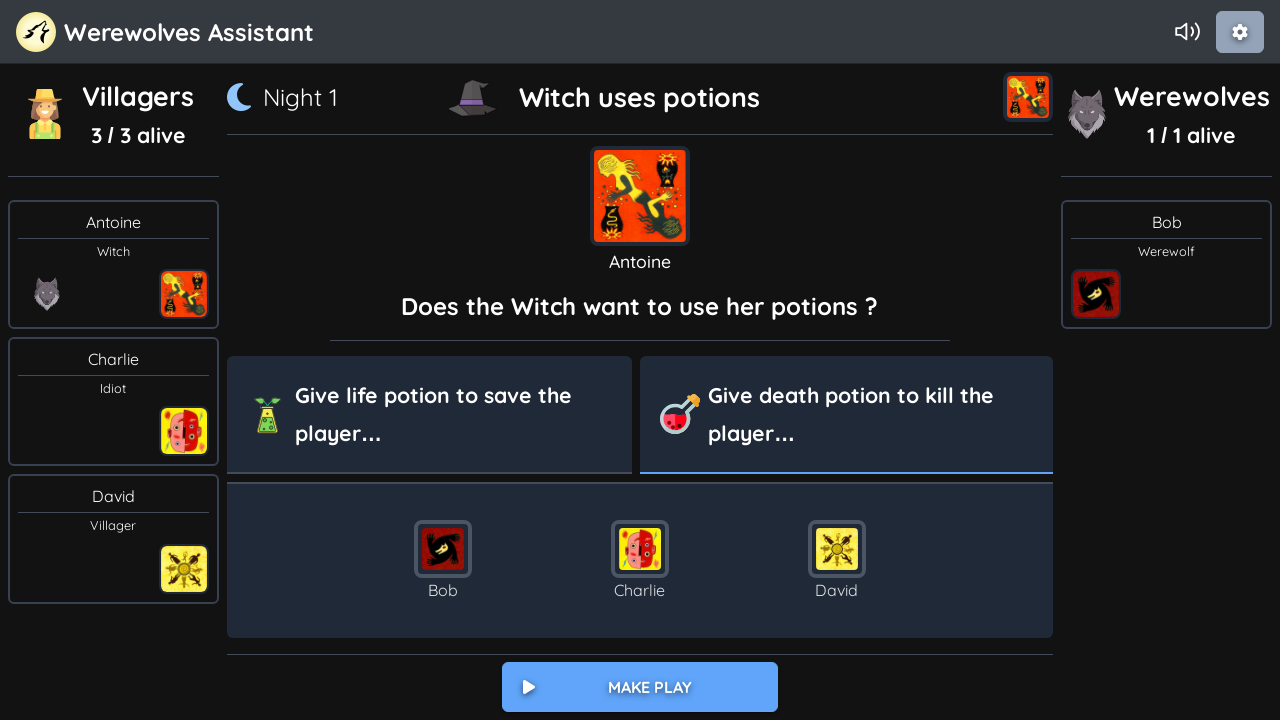 Werewolves Assistant
Villagers
3 / 3 alive
Night 1
Witch uses potions
Werewolves
1 / 1 alive
Antoine
Witch
Charlie
Idiot
David
Villager
Antoine
Does the Witch want to use her potions ?
Give life potion to save the
player...
Give death potion to kill the
player...
Bob
Charlie
David
MAKE PLAY
Bob
Werewolf